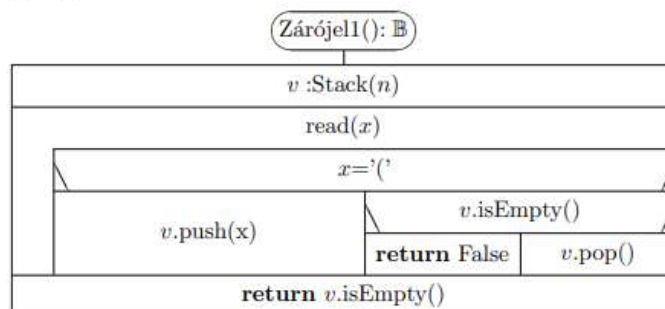 Zárójel1(): 𝔹
v :Stack(n)
read(x)
x='('
v.push(x)
v.isEmpty()
return False
v.pop()
return v.isEmpty()